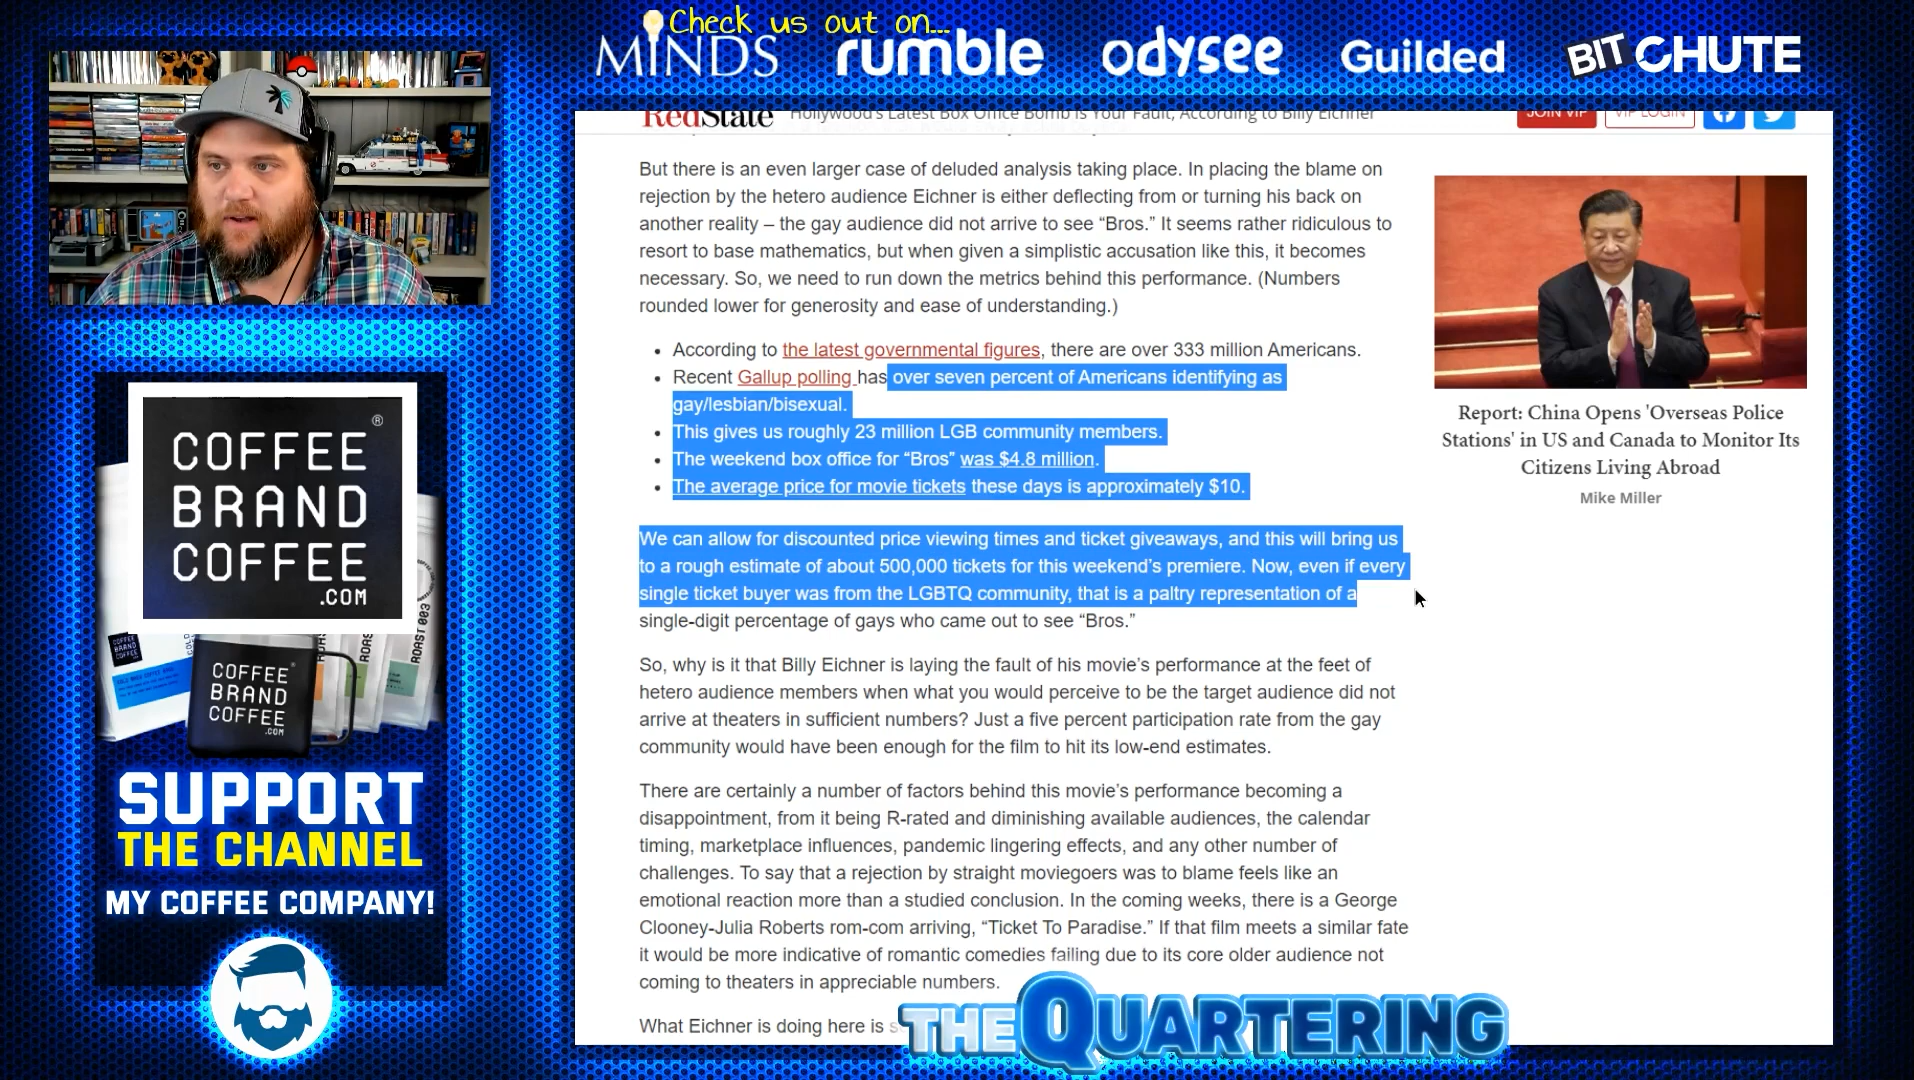 Check us out on...
MINDS rumble odysee Guilded BITCHUTE
RedState Hollywood's Latest Box Office Bomb Is Your Fault, According to Billy Eichner JOIN VIP VIP LOGIN
But there is an even larger case of deluded analysis taking place. In placing the blame on
rejection by the hetero audience Eichner is either deflecting from or turning his back on
another reality – the gay audience did not arrive to see “Bros.” It seems rather ridiculous to
resort to base mathematics, but when given a simplistic accusation like this, it becomes
necessary. So, we need to run down the metrics behind this performance. (Numbers
rounded lower for generosity and ease of understanding.)
• According to the latest governmental figures, there are over 333 million Americans.
• Recent Gallup polling has over seven percent of Americans identifying as
gay/lesbian/bisexual.
• This gives us roughly 23 million LGB community members.
• The weekend box office for “Bros” was $4.8 million.
• The average price for movie tickets these days is approximately $10.
We can allow for discounted price viewing times and ticket giveaways, and this will bring us
to a rough estimate of about 500,000 tickets for this weekend’s premiere. Now, even if every
single ticket buyer was from the LGBTQ community, that is a paltry representation of a
single-digit percentage of gays who came out to see “Bros.”
So, why is it that Billy Eichner is laying the fault of his movie’s performance at the feet of
hetero audience members when what you would perceive to be the target audience did not
arrive at theaters in sufficient numbers? Just a five percent participation rate from the gay
community would have been enough for the film to hit its low-end estimates.
There are certainly a number of factors behind this movie’s performance becoming a
disappointment, from it being R-rated and diminishing available audiences, the calendar
timing, marketplace influences, pandemic lingering effects, and any other number of
challenges. To say that a rejection by straight moviegoers was to blame feels like an
emotional reaction more than a studied conclusion. In the coming weeks, there is a George
Clooney-Julia Roberts rom-com arriving, “Ticket To Paradise.” If that film meets a similar fate
it would be more indicative of romantic comedies failing due to its core older audience not
coming to theaters in appreciable numbers.
What Eichner is doing here is
Report: China Opens 'Overseas Police
Stations' in US and Canada to Monitor Its
Citizens Living Abroad
Mike Miller
COFFEE ®
BRAND
COFFEE
.COM
ROAST 003
COFFEE®
BRAND
COFFEE
.COM
SUPPORT
THE CHANNEL
MY COFFEE COMPANY!
THE QUARTERING